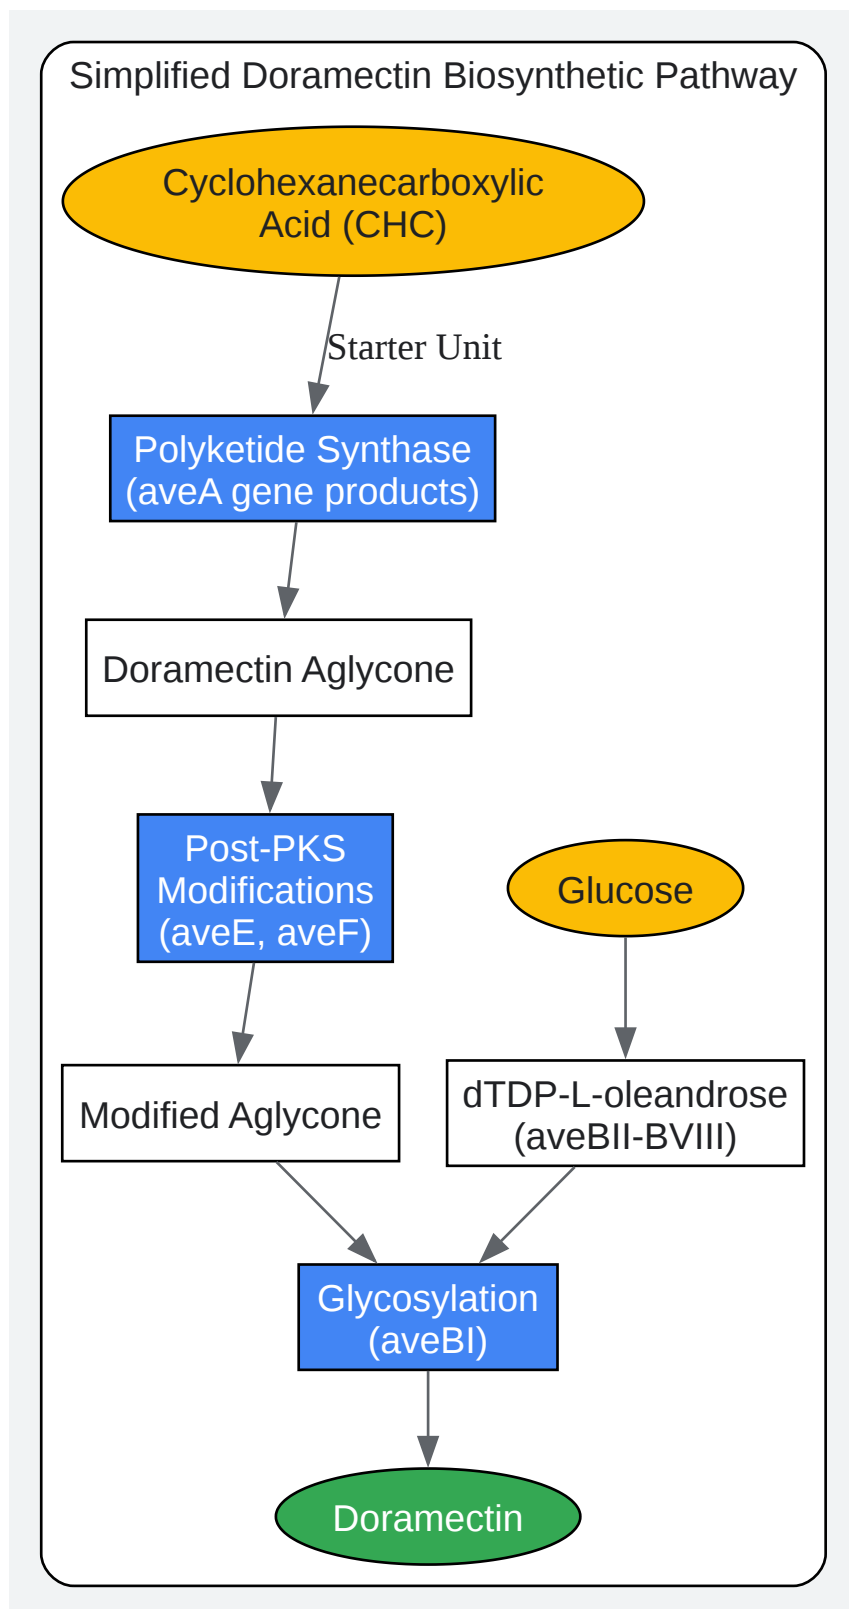 Simplified Doramectin Biosynthetic Pathway
Cyclohexanecarboxylic
Acid (CHC)
Starter Unit
Polyketide Synthase
(aveA gene products)
Doramectin Aglycone
Post-PKS
Modifications
(aveE, aveF)
Glucose
Modified Aglycone
dTDP-L-oleandrose
(aveBII-BVIII)
Glycosylation
(aveBI)
Doramectin